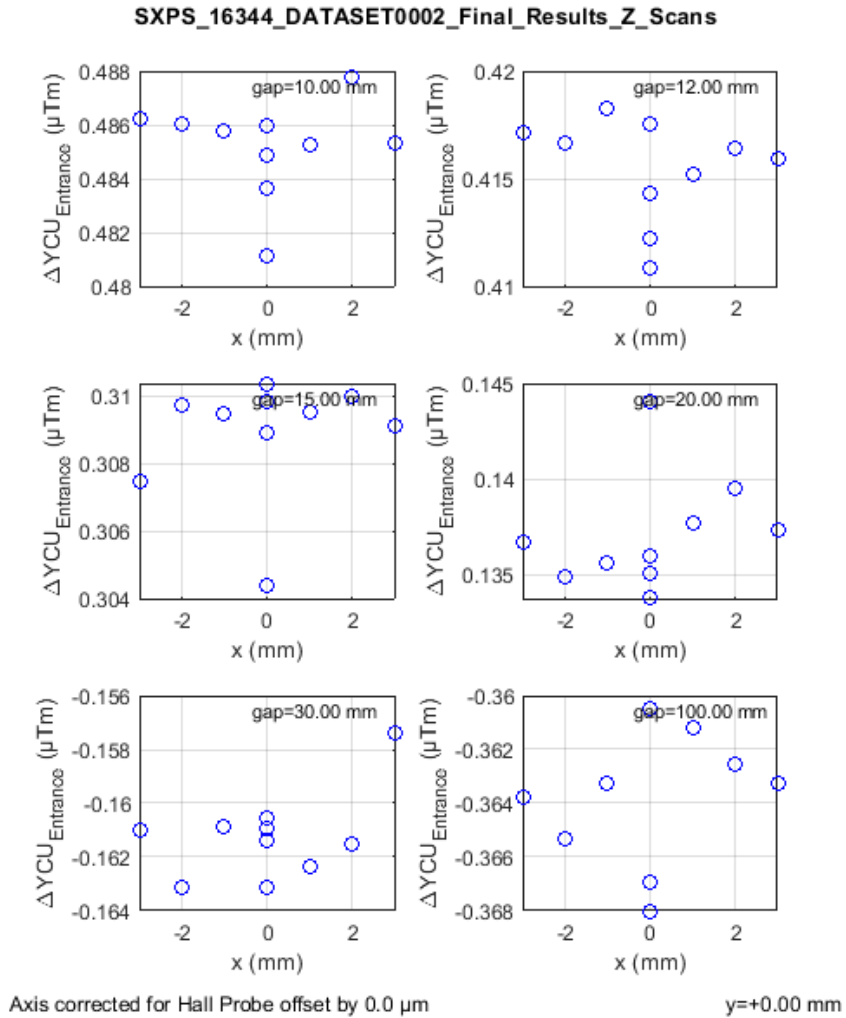 SXPS_16344_DATASET0002_Final_Results_Z_Scans
ΔYCU_Entrance (µTm)
0.488
0.486
0.484
0.482
0.48
gap=10.00 mm
-2 0 2
x (mm)
ΔYCU_Entrance (µTm)
0.42
0.415
0.41
gap=12.00 mm
-2 0 2
x (mm)
ΔYCU_Entrance (µTm)
0.31
0.308
0.306
0.304
gap=15.00 mm
-2 0 2
x (mm)
ΔYCU_Entrance (µTm)
0.145
0.14
0.135
gap=20.00 mm
-2 0 2
x (mm)
ΔYCU_Entrance (µTm)
-0.156
-0.158
-0.16
-0.162
-0.164
gap=30.00 mm
-2 0 2
x (mm)
ΔYCU_Entrance (µTm)
-0.36
-0.362
-0.364
-0.366
-0.368
gap=100.00 mm
-2 0 2
x (mm)
Axis corrected for Hall Probe offset by 0.0 µm
y=+0.00 mm